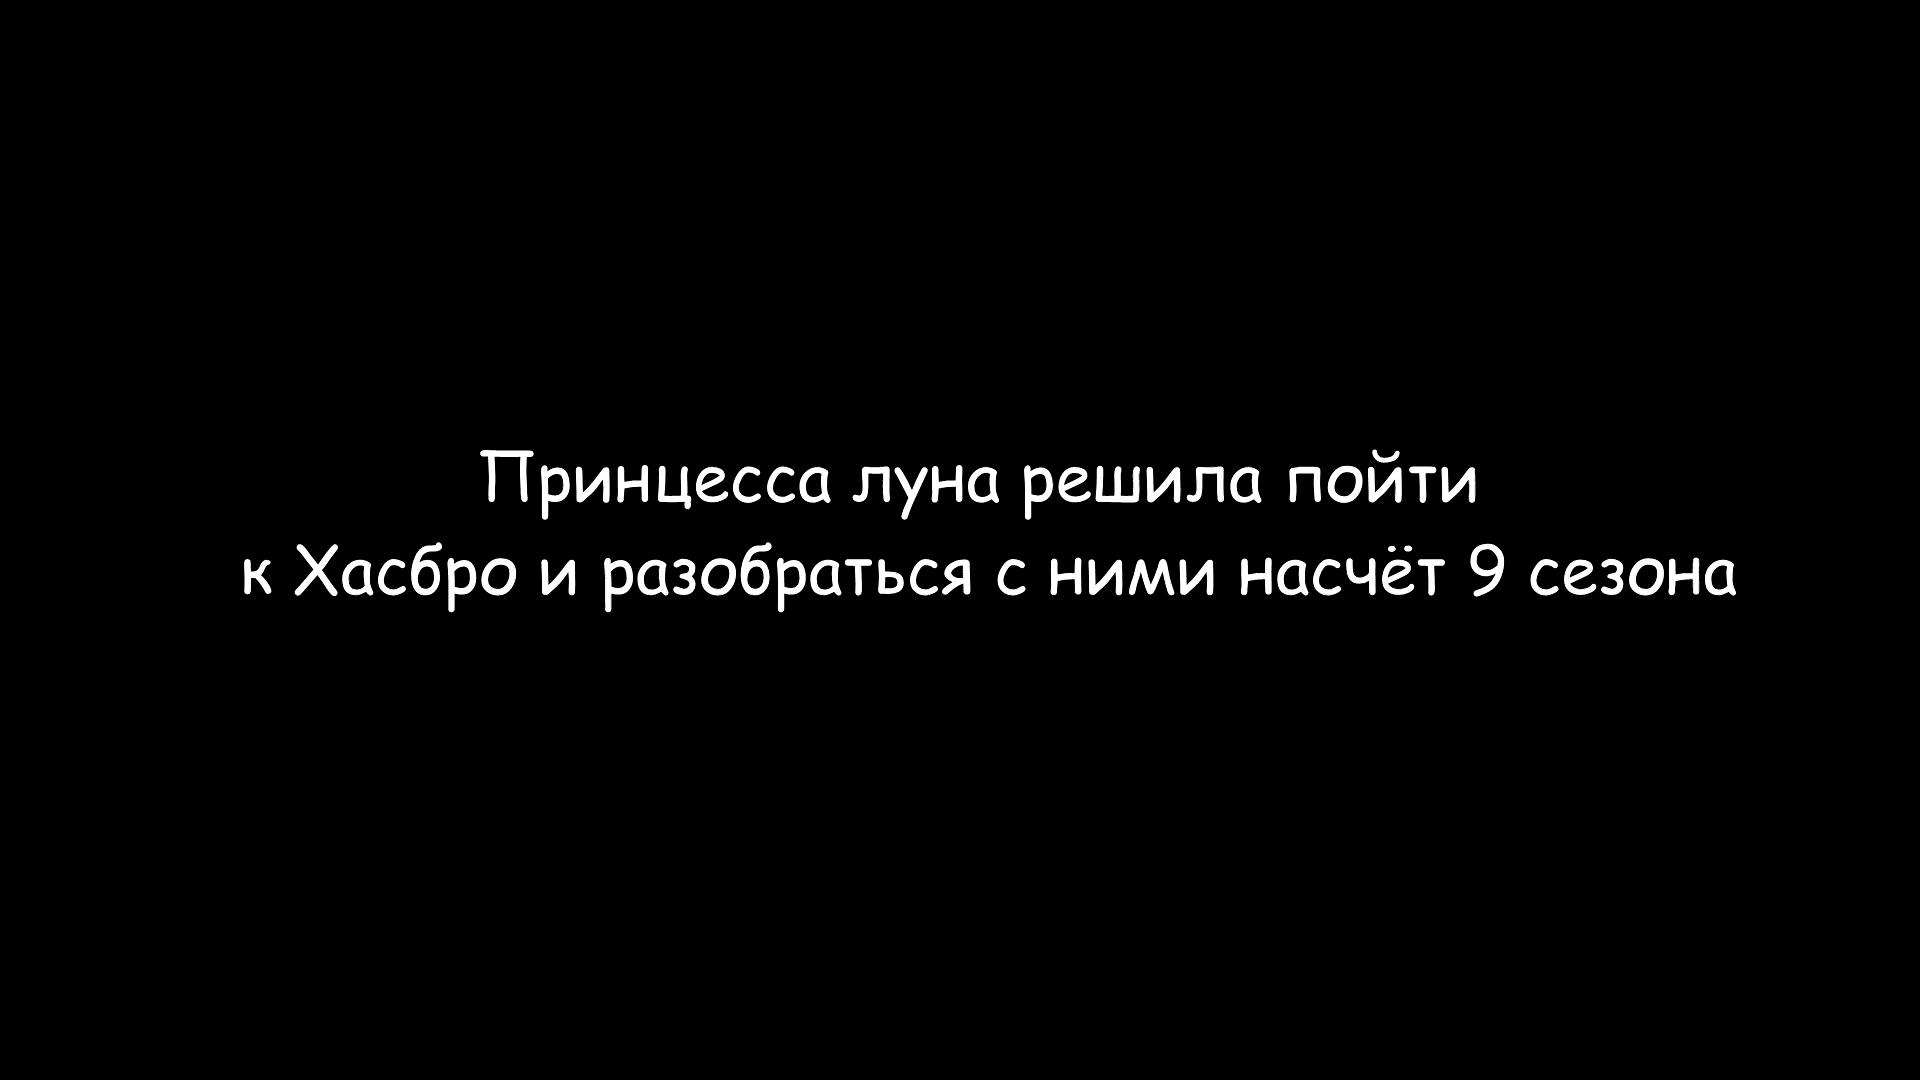 Принцесса луна решила пойти
к Хасбро и разобраться с ними насчёт 9 сезона